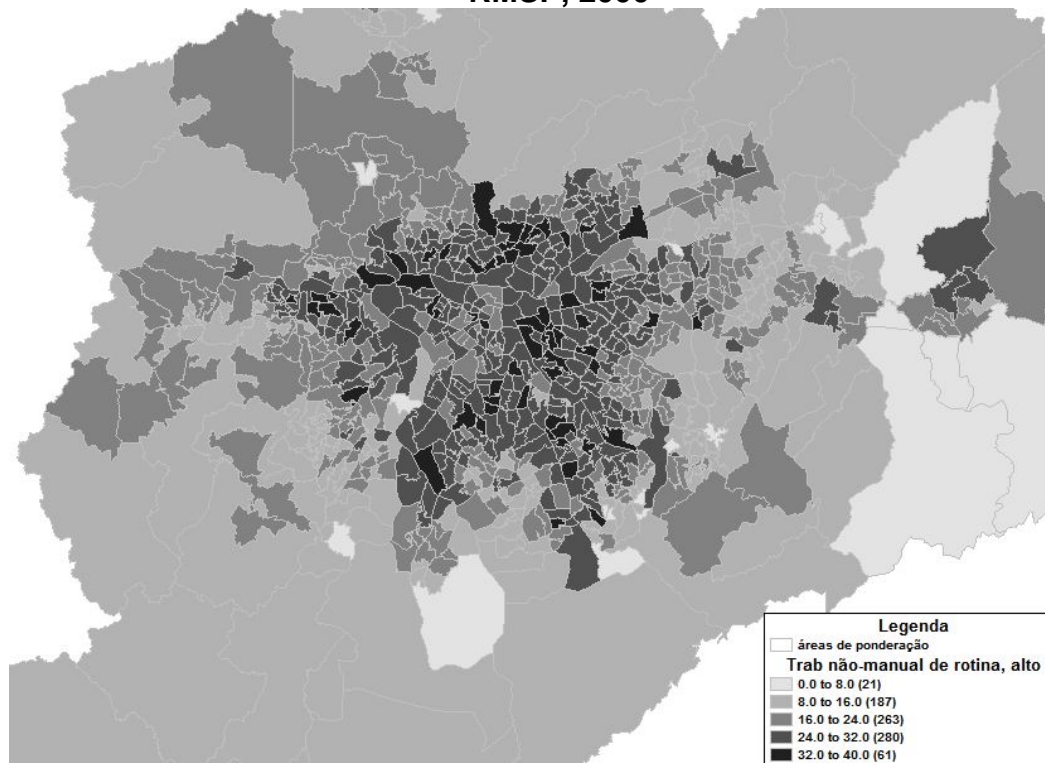 Legenda
áreas de ponderação
Trab não-manual de rotina, alto
0.0 to 8.0 (21)
8.0 to 16.0 (187)
16.0 to 24.0 (263)
24.0 to 32.0 (280)
32.0 to 40.0 (61)